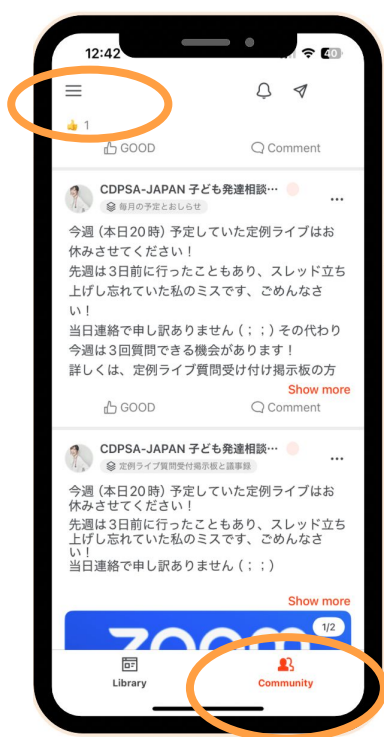 12:42
40
1
GOOD
Comment
CDPSA-JAPAN 子ども発達相談…
毎月の予定とおしらせ
今週 (本日20時) 予定していた定例ライブはお
休みさせてください！
先週は3日前に行ったこともあり、スレッド立ち
上げし忘れていた私のミスです、ごめんなさ
い！
当日連絡で申し訳ありません (；；) その代わり
今週は3回質問できる機会があります！
詳しくは、定例ライブ質問受け付け掲示板の方
Show more
GOOD
Comment
CDPSA-JAPAN 子ども発達相談…
定例ライブ質問受付掲示板と議事録
今週 (本日20時) 予定していた定例ライブはお
休みさせてください！
先週は3日前に行ったこともあり、スレッド立ち
上げし忘れていた私のミスです、ごめんなさ
い！
当日連絡で申し訳ありません (；；)
Show more
1/2
zoom
Library
Community